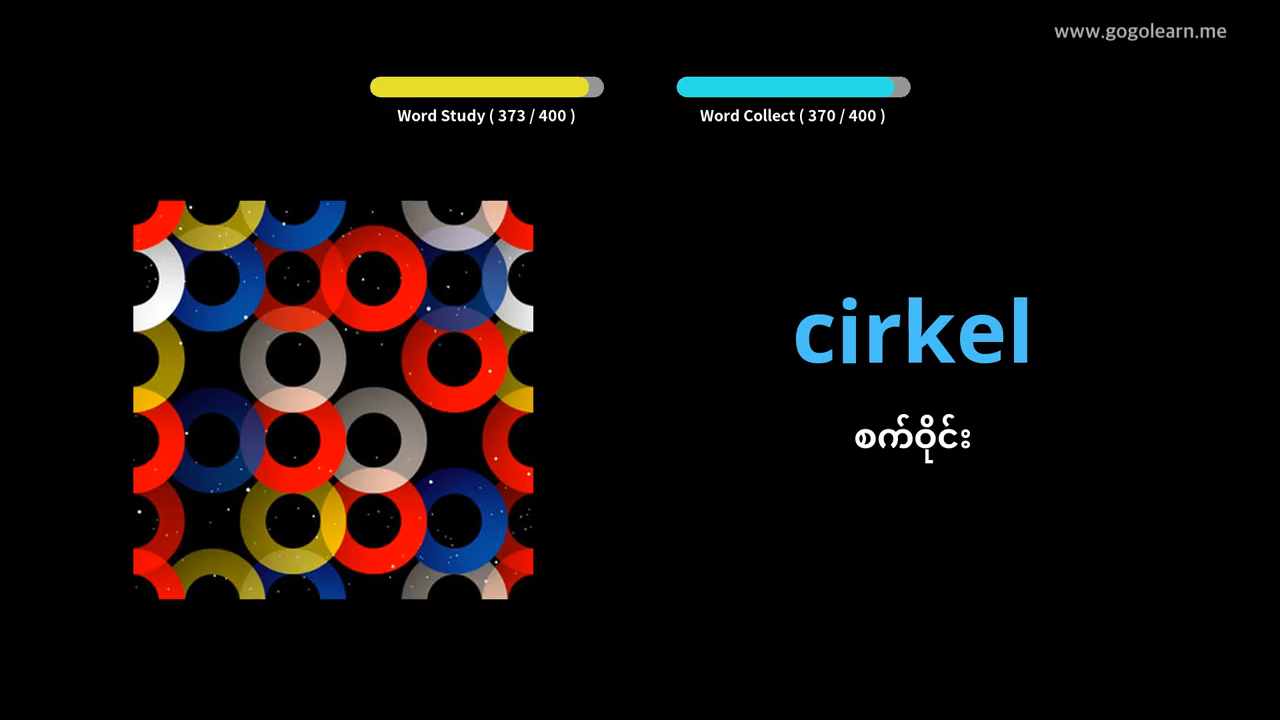 www.gogolearn.me
Word Study ( 373 / 400 )
Word Collect ( 370 / 400 )
cirkel
စက်ဝိုင်း